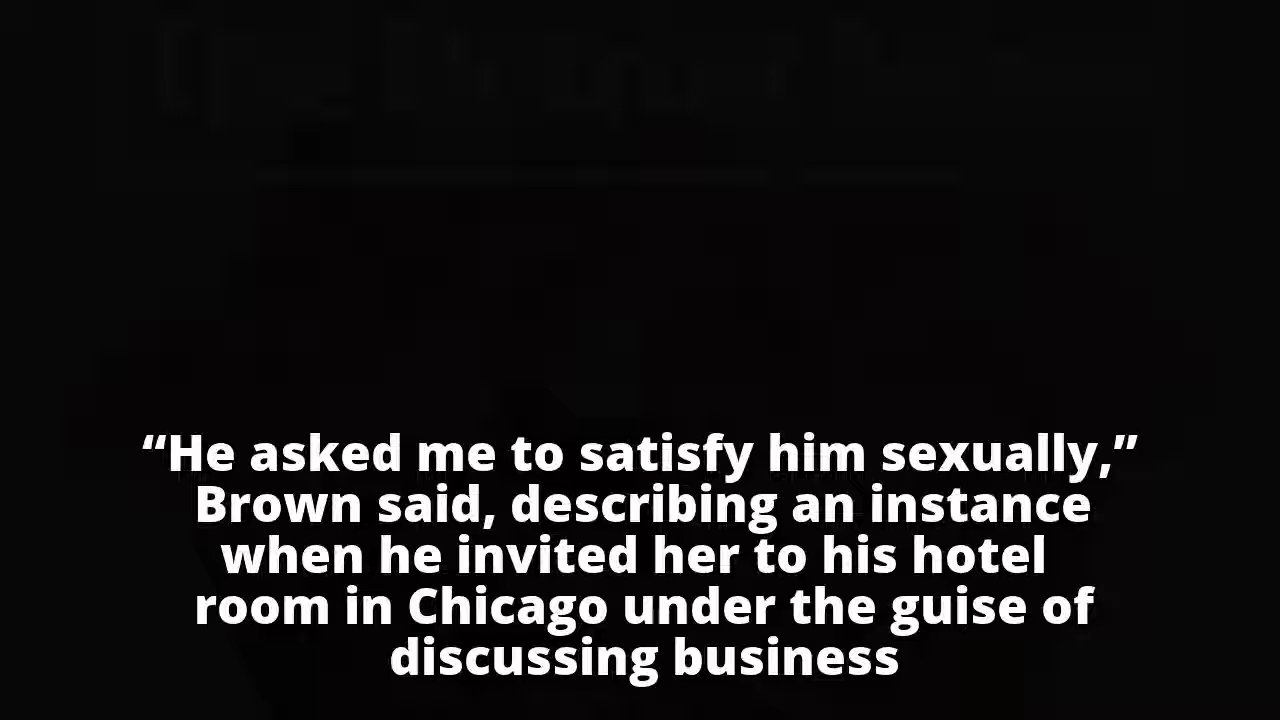 “He asked me to satisfy him sexually,”
Brown said, describing an instance
when he invited her to his hotel
room in Chicago under the guise of
discussing business